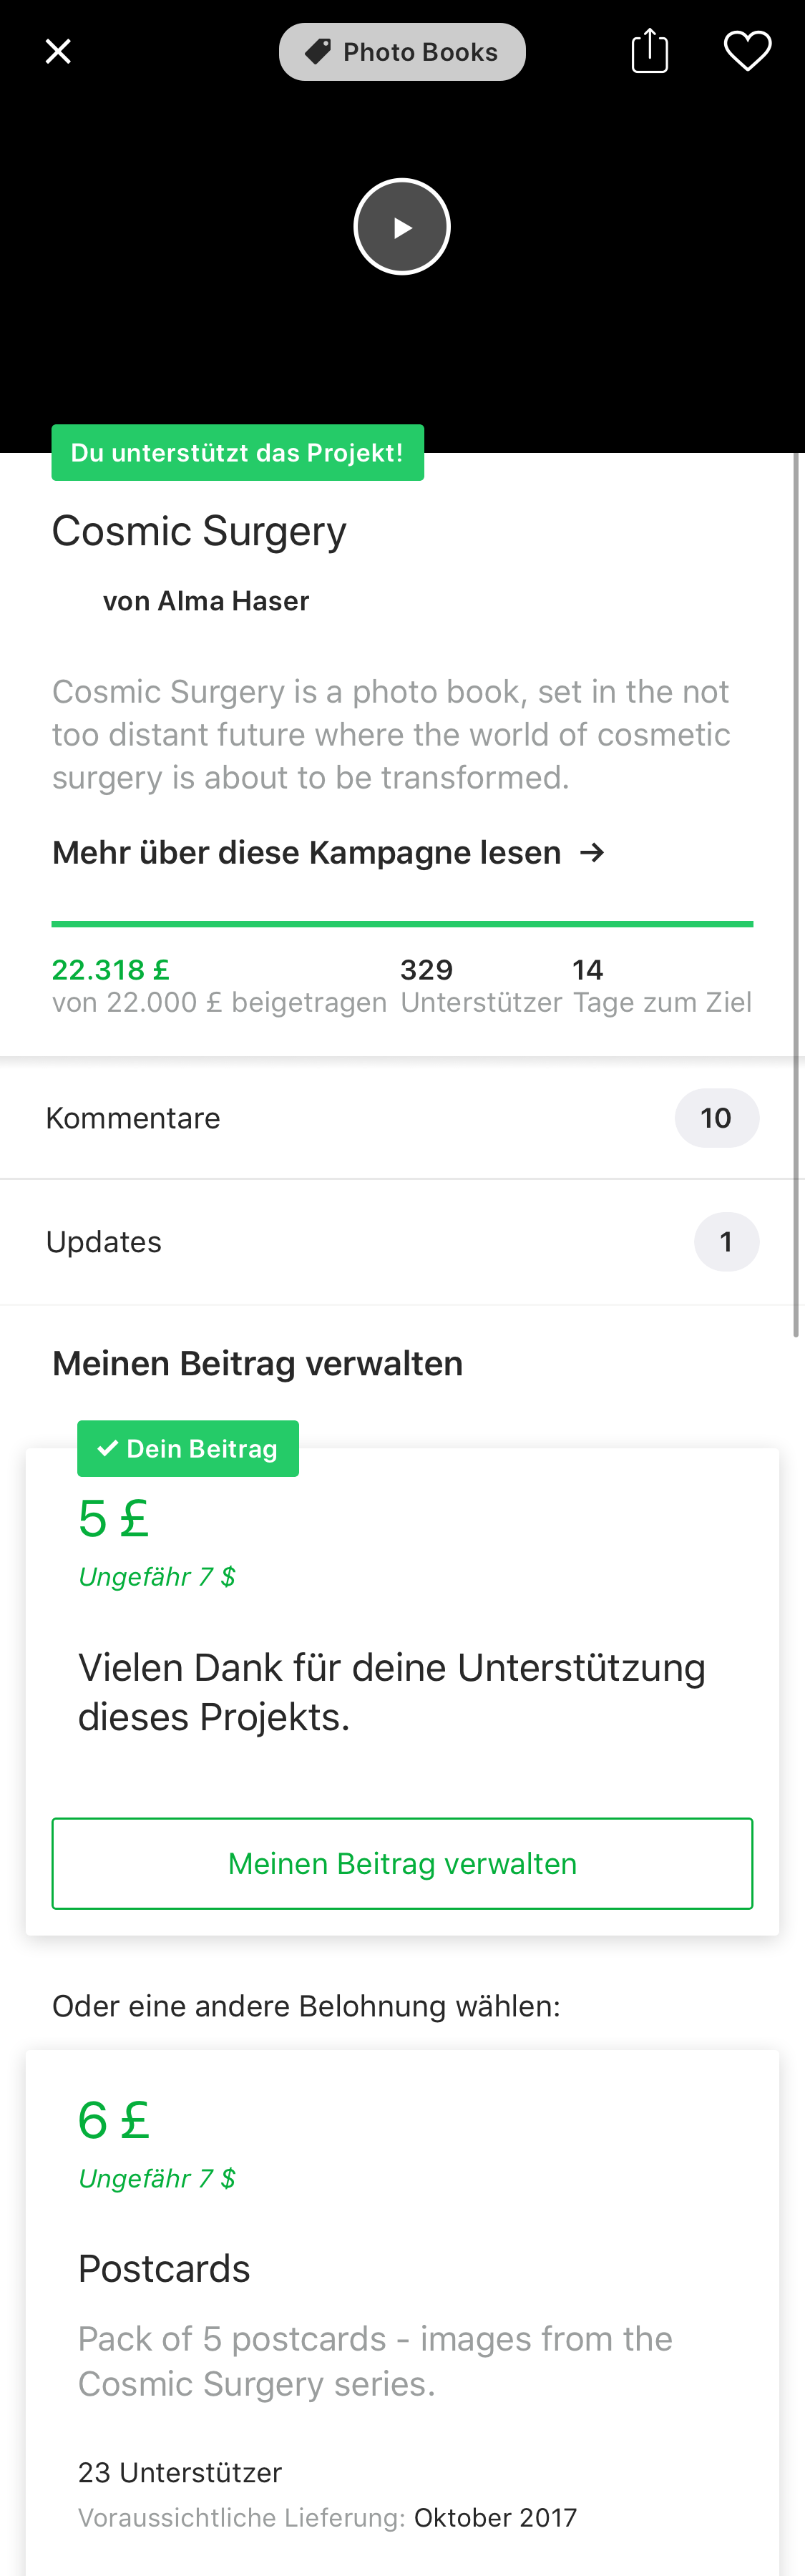 Photo Books
Du unterstützt das Projekt!
Cosmic Surgery
von Alma Haser
Cosmic Surgery is a photo book, set in the not
too distant future where the world of cosmetic
surgery is about to be transformed.
Mehr über diese Kampagne lesen →
22.318 £ 329 14
von 22.000 £ beigetragen Unterstützer Tage zum Ziel
Kommentare 10
Updates 1
Meinen Beitrag verwalten
✓ Dein Beitrag
5 £
Ungefähr 7 $
Vielen Dank für deine Unterstützung
dieses Projekts.
Meinen Beitrag verwalten
Oder eine andere Belohnung wählen:
6 £
Ungefähr 7 $
Postcards
Pack of 5 postcards - images from the
Cosmic Surgery series.
23 Unterstützer
Voraussichtliche Lieferung: Oktober 2017